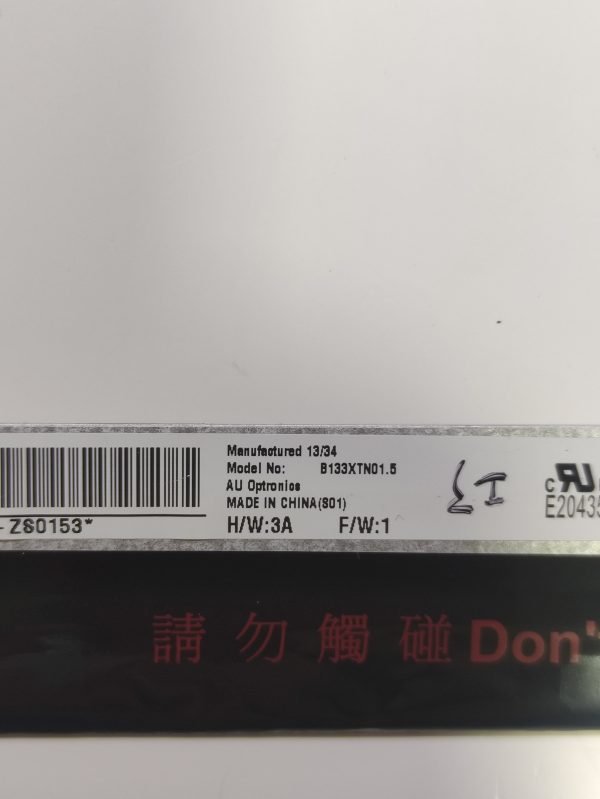 Manufactured 13/34
Model No: B133XTN01.5
AU Optronics
MADE IN CHINA(S01)
H/W:3A F/W:1
ZS0153*
E20435
請勿觸碰 Don't